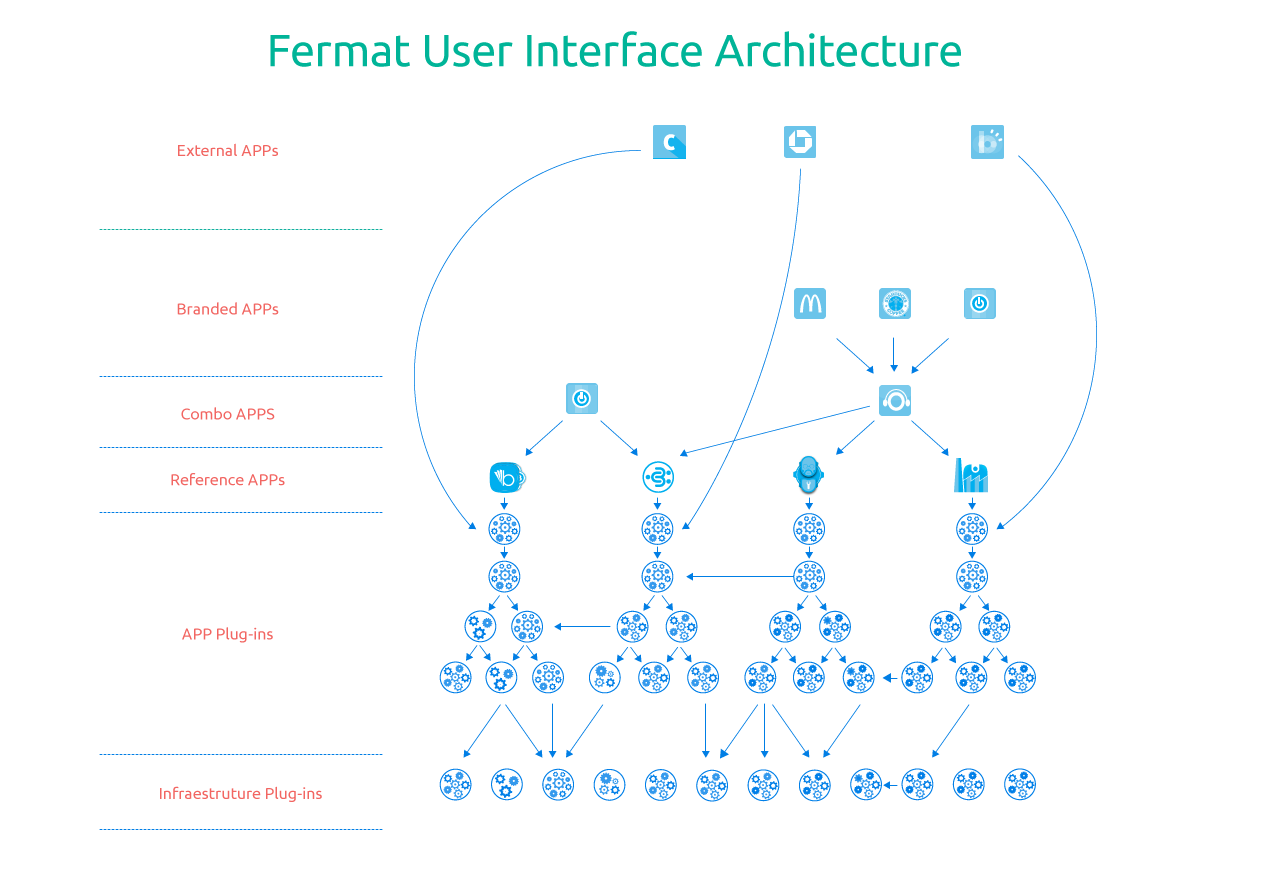 Fermat User Interface Architecture
External APPs
Branded APPs
Combo APPS
Reference APPs
APP Plug-ins
Infraestruture Plug-ins